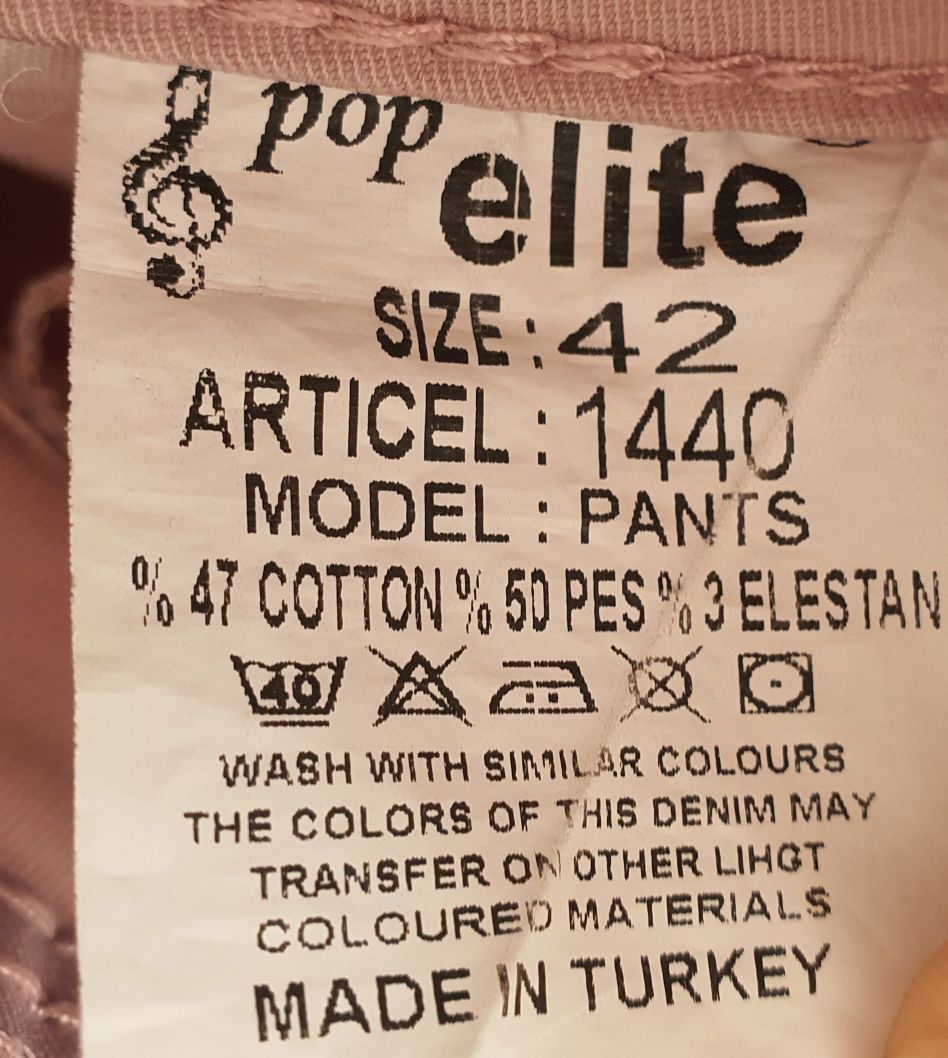 pop elite
SIZE : 42
ARTICEL : 1440
MODEL : PANTS
% 47 COTTON % 50 PES % 3 ELESTAN
40
WASH WITH SIMILAR COLOURS
THE COLORS OF THIS DENIM MAY
TRANSFER ON OTHER LIHGT
COLOURED MATERIALS
MADE IN TURKEY